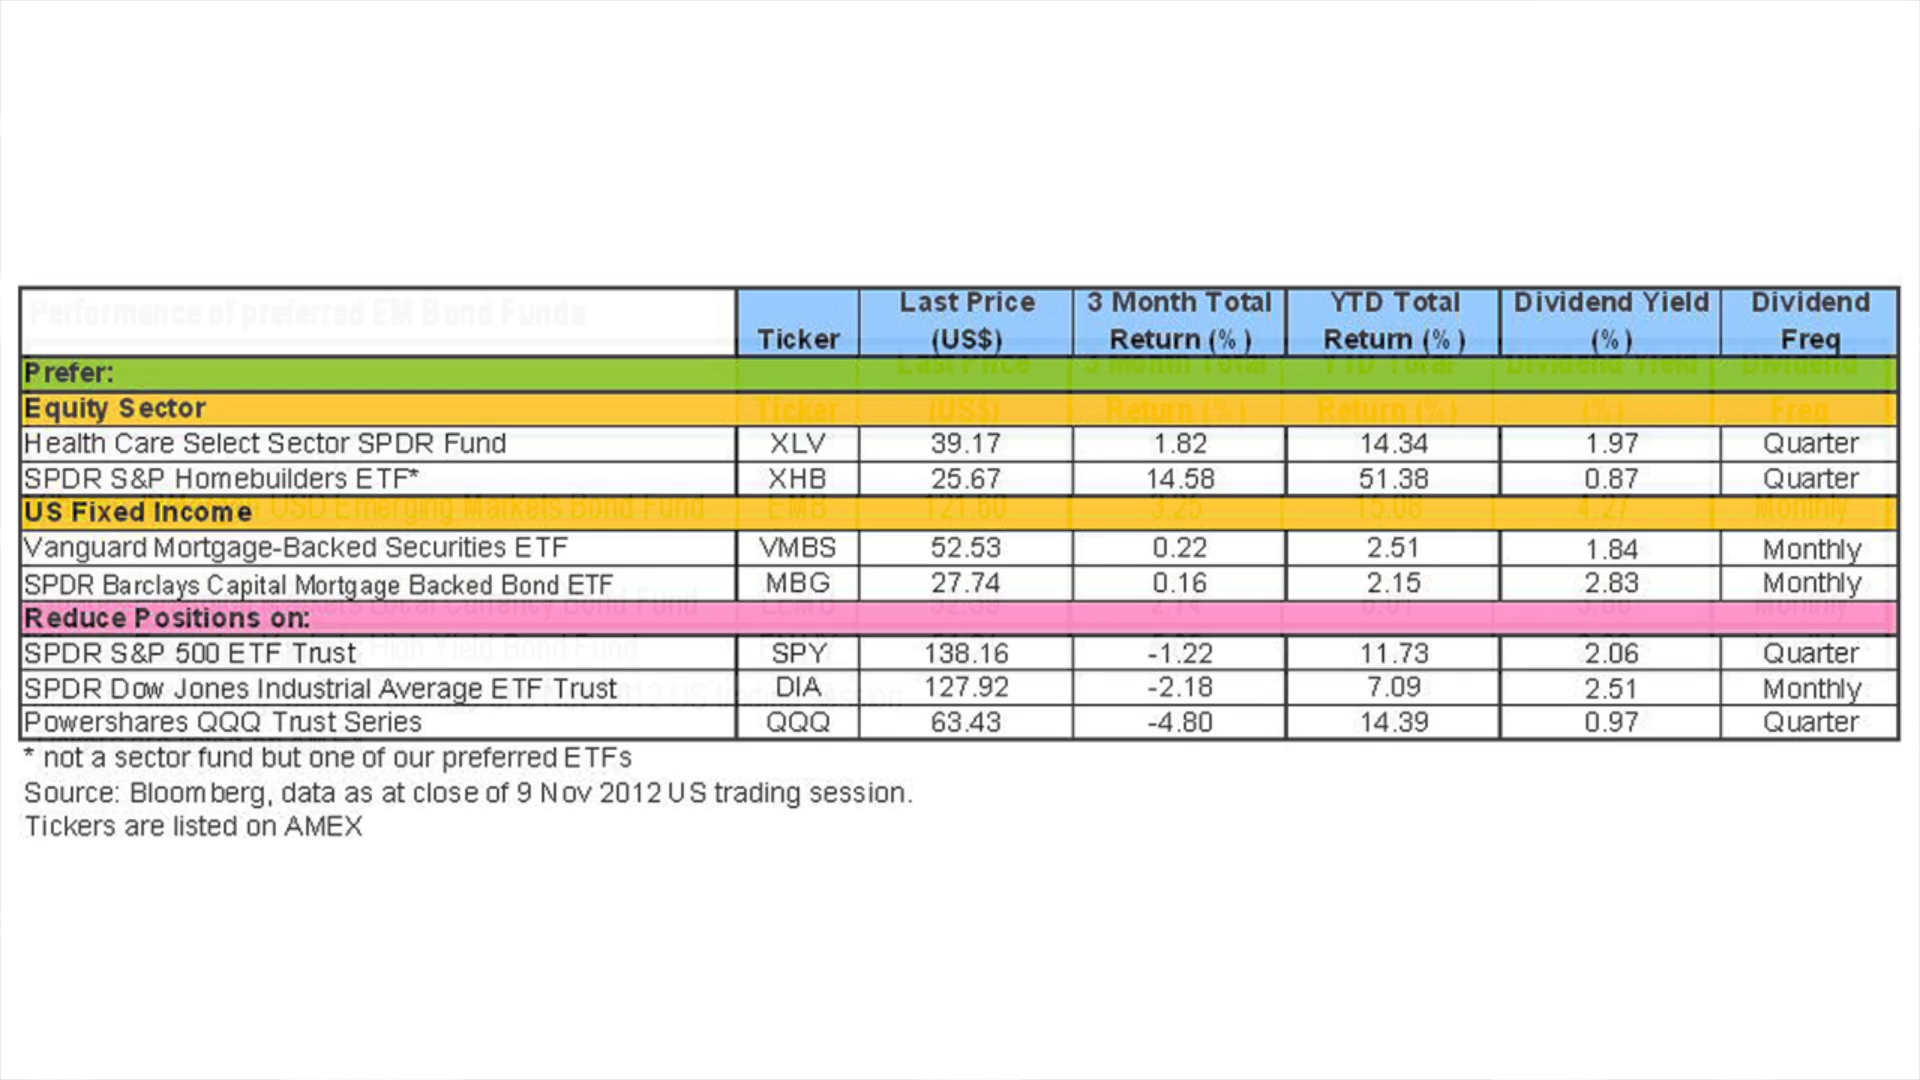 Ticker Last Price (US$) 3 Month Total Return (%) YTD Total Return (%) Dividend Yield (%) Dividend Freq
Prefer:
Equity Sector
Health Care Select Sector SPDR Fund XLV 39.17 1.82 14.34 1.97 Quarter
SPDR S&P Homebuilders ETF* XHB 25.67 14.58 51.38 0.87 Quarter
US Fixed Income
Vanguard Mortgage-Backed Securities ETF VMBS 52.53 0.22 2.51 1.84 Monthly
SPDR Barclays Capital Mortgage Backed Bond ETF MBG 27.74 0.16 2.15 2.83 Monthly
Reduce Positions on:
SPDR S&P 500 ETF Trust SPY 138.16 -1.22 11.73 2.06 Quarter
SPDR Dow Jones Industrial Average ETF Trust DIA 127.92 -2.18 7.09 2.51 Monthly
Powershares QQQ Trust Series QQQ 63.43 -4.80 14.39 0.97 Quarter
* not a sector fund but one of our preferred ETFs
Source: Bloomberg, data as at close of 9 Nov 2012 US trading session.
Tickers are listed on AMEX